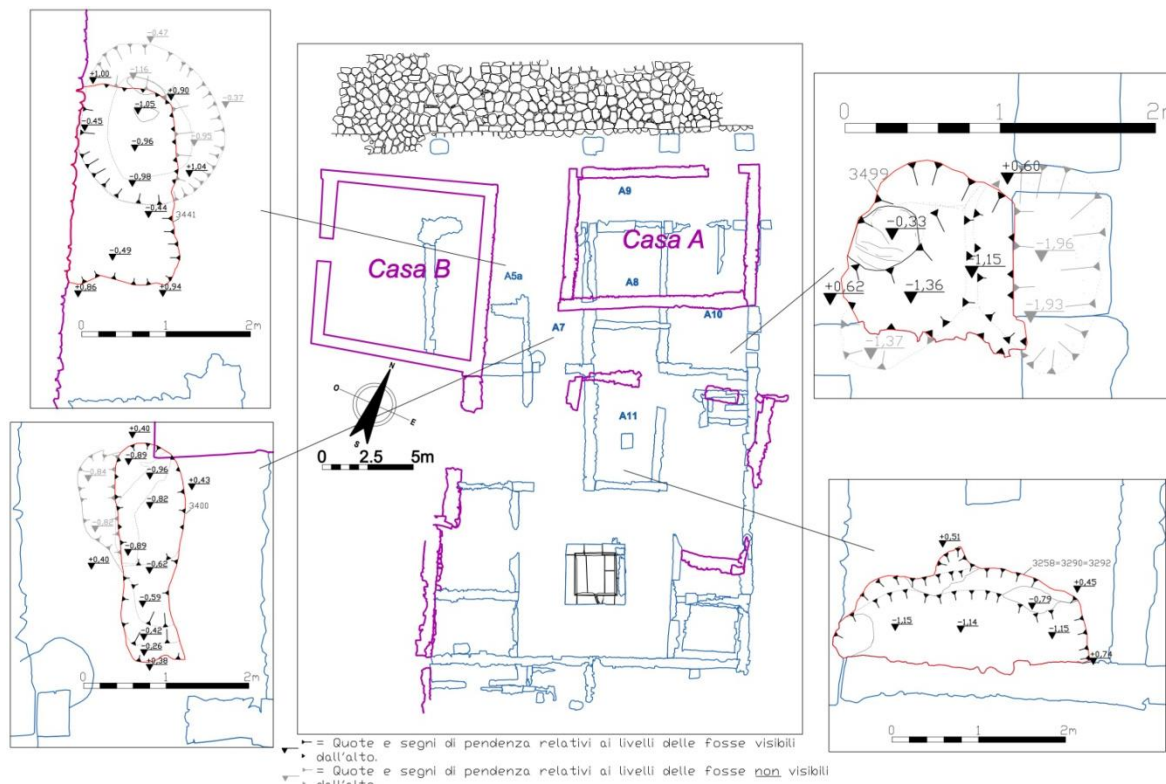 -0,47
-1,16
+1,00
+0,90
-1,05
-0,37
-0,45
-0,95
-0,96
+1,04
-0,98
-0,44
3441
-0,49
+0,86
+0,94
0
1
2m
+0,40
-0,89
-0,96
-0,84
+0,43
-0,82
3400
-0,82
-0,89
+0,40
-0,62
-0,59
-0,42
-0,26
+0,38
0
1
2m
A9
Casa A
Casa B
A5a
A8
A7
A10
N
O
E
S
0
2.5
5m
A11
0
1
2m
+0,60
3499
-0,33
-1,96
-1,15
+0,62
-1,36
-1,93
-1,37
+0,51
3258=3290=3292
+0,45
-0,79
-1,15
-1,14
-1,15
+0,74
0
1
2m
= Quote e segni di pendenza relativi ai livelli delle fosse visibili
dall'alto.
= Quote e segni di pendenza relativi ai livelli delle fosse non visibili
dall'alto